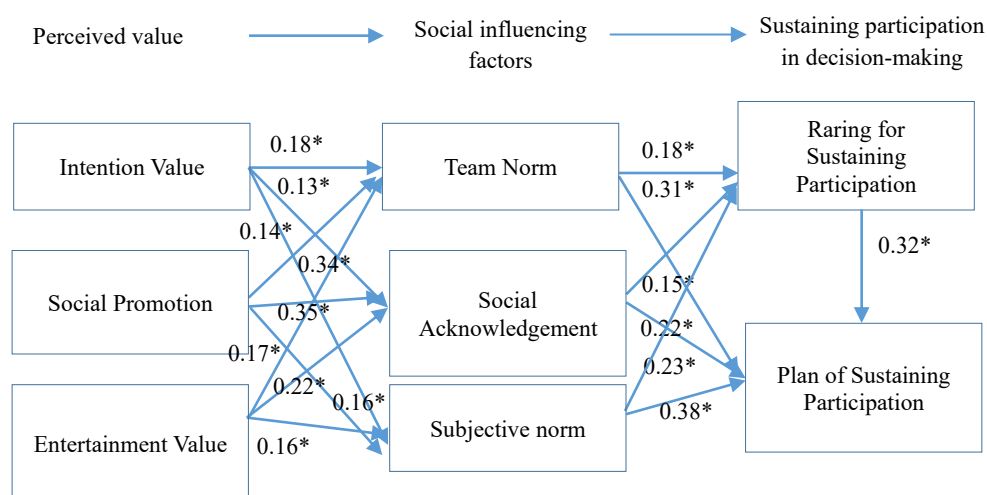 Perceived value
Social influencing
factors
Sustaining participation
in decision-making
Intention Value
0.18*
0.13*
Team Norm
0.18*
0.31*
Raring for
Sustaining
Participation
0.14*
0.34*
0.32*
Social Promotion
0.35*
0.17*
Social
Acknowledgement
0.15*
0.22*
0.23*
Entertainment Value
0.22*
0.16*
0.16*
Subjective norm
0.38*
Plan of Sustaining
Participation